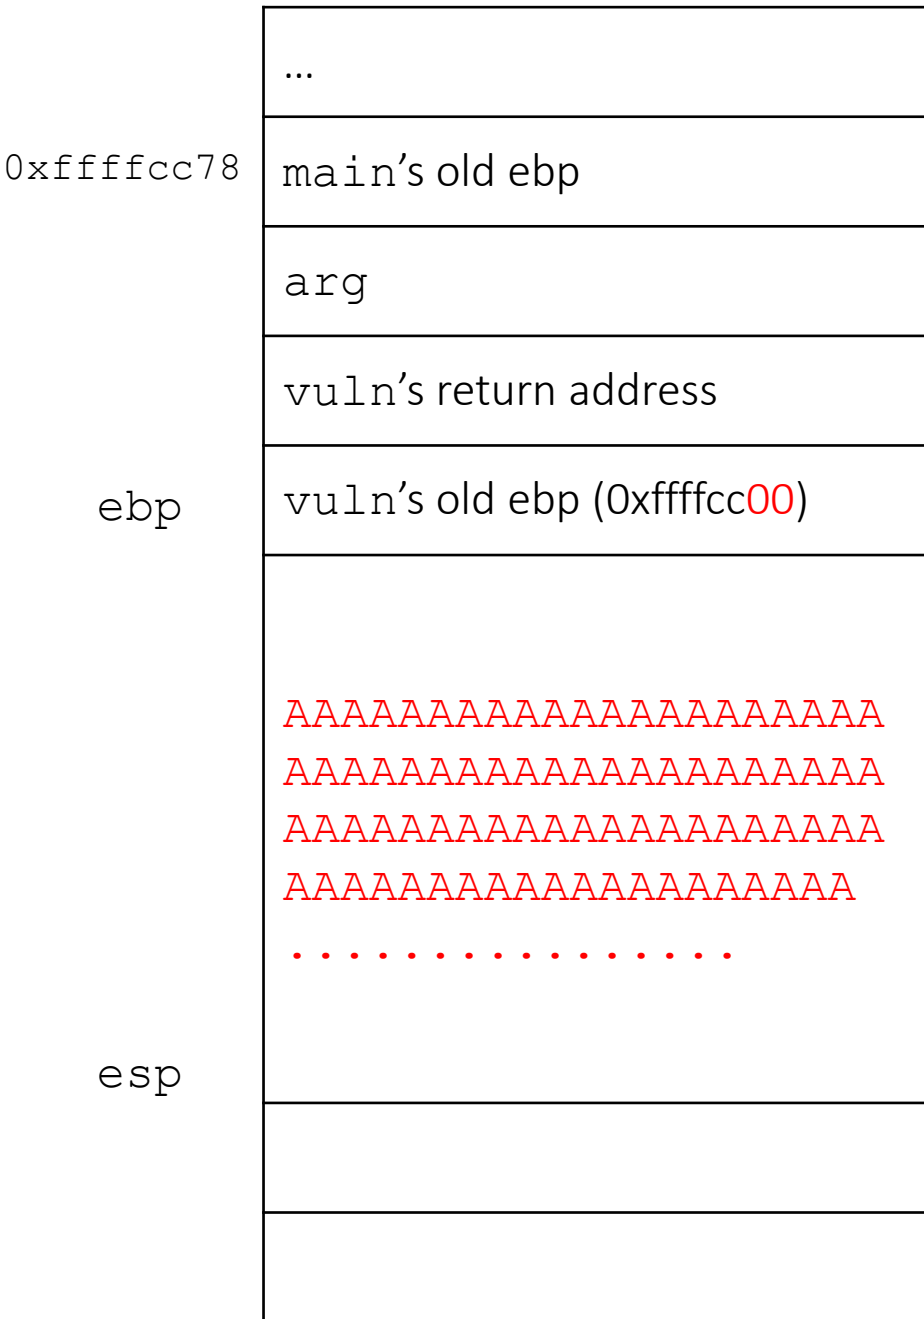 ...
0xffffcc78 main’s old ebp
arg
vuln’s return address
ebp vuln’s old ebp (0xffffcc00)
AAAAAAAAAAAAAAAAAAAAA
AAAAAAAAAAAAAAAAAAAAA
AAAAAAAAAAAAAAAAAAAAA
AAAAAAAAAAAAAAAAAAAA
................
esp